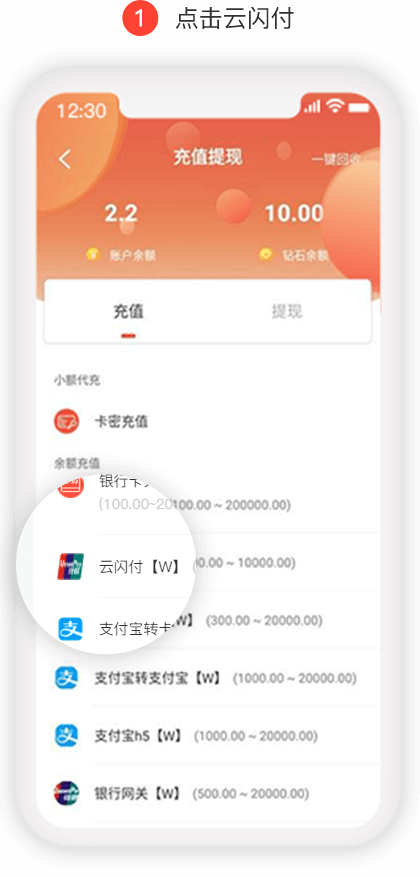 1 点击云闪付
12:30
充值提现
一键回收
2.2
10.00
账户余额
钻石余额
充值
提现
小额代充
卡密充值
余额充值
银行卡
(100.00~20
100.00 ~ 200000.00)
云闪付【W】
00.00 ~ 10000.00)
支付宝转卡
W】 (300.00 ~ 20000.00)
支付宝转支付宝【W】 (1000.00 ~ 20000.00)
支付宝h5【W】 (1000.00 ~ 20000.00)
银行网关【W】 (500.00 ~ 20000.00)